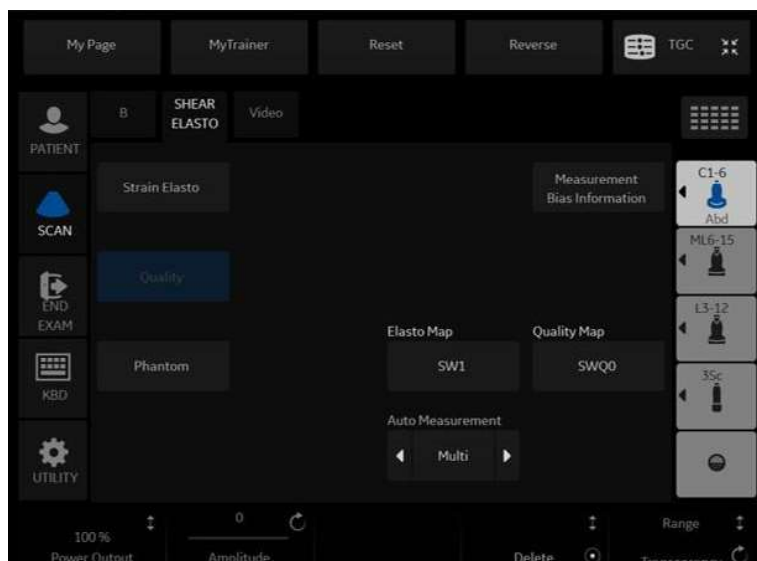 My Page
MyTrainer
Reset
Reverse
TGC
PATIENT
B
SHEAR
ELASTO
Video
Strain Elasto
Measurement
Bias Information
C1-6
Abd
SCAN
ML6-15
Quality
END
EXAM
Elasto Map
Quality Map
L3-12
Phantom
SW1
SWQ0
3Sc
KBD
Auto Measurement
Multi
UTILITY
0
Range
100 %
Power Output
Amplitude
Delete
Transparency